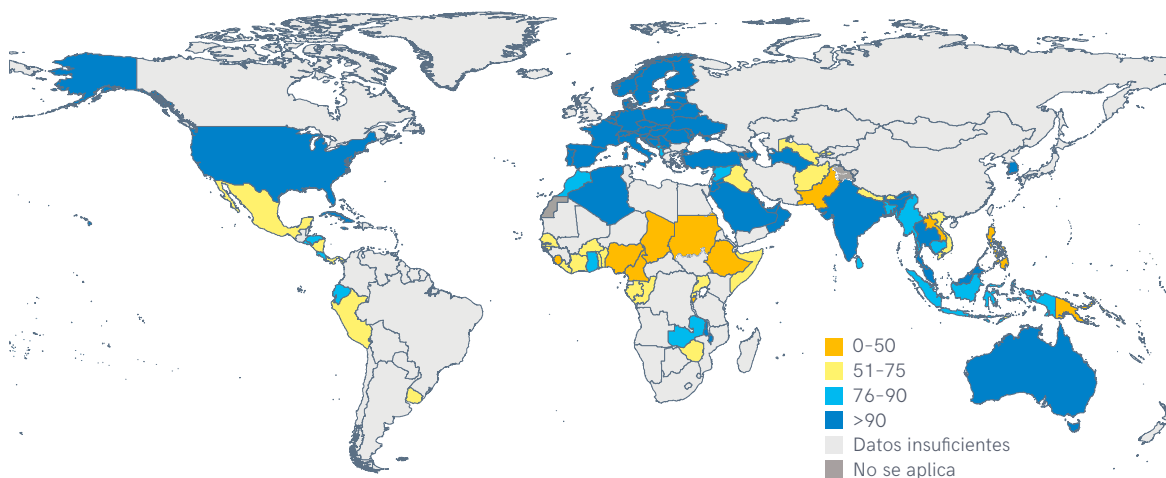 0–50
51–75
76–90
>90
Datos insuficientes
No se aplica